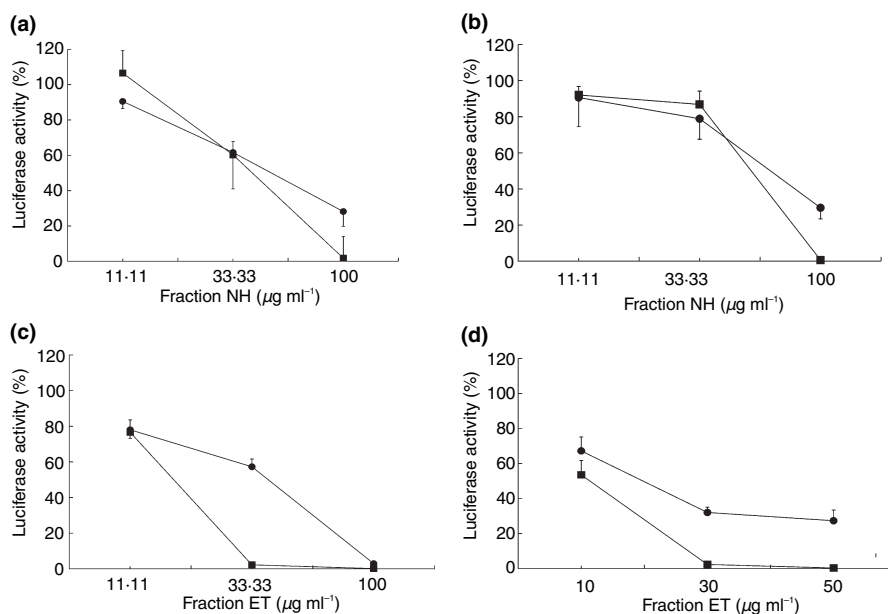 (a)
120
100
80
60
40
20
0
Luciferase activity (%)
11·11 33·33 100
Fraction NH (µg ml⁻¹)
(b)
120
100
80
60
40
20
0
Luciferase activity (%)
11·11 33·33 100
Fraction NH (µg ml⁻¹)
(c)
120
100
80
60
40
20
0
Luciferase activity (%)
11·11 33·33 100
Fraction ET (µg ml⁻¹)
(d)
120
100
80
60
40
20
0
Luciferase activity (%)
10 30 50
Fraction ET (µg ml⁻¹)